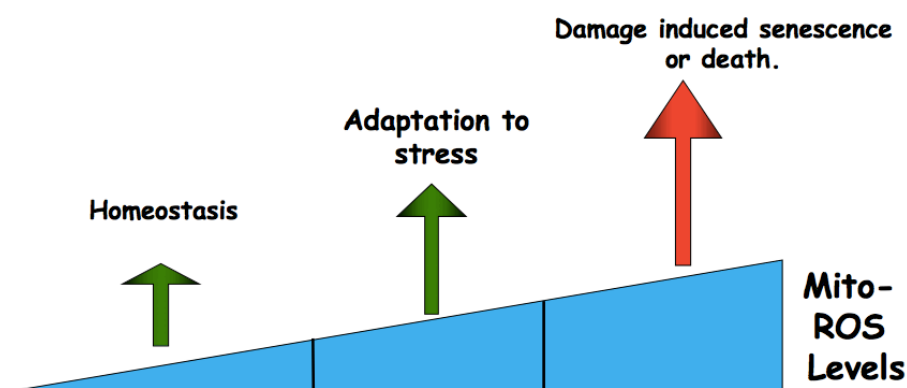 Damage induced senescence
or death.
Adaptation to
stress
Homeostasis
Mito-
ROS
Levels